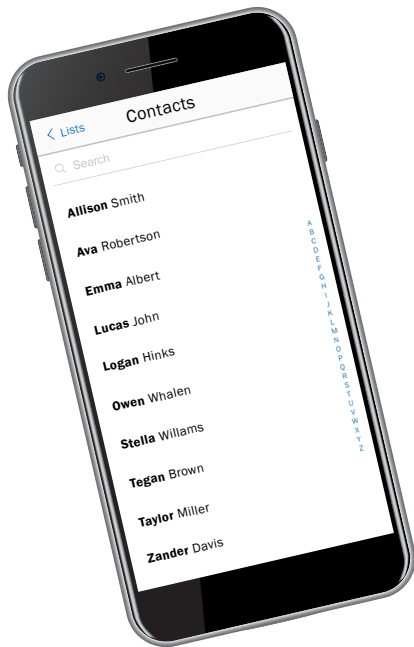 Lists
Contacts
Search
Allison Smith
Ava Robertson
Emma Albert
Lucas John
Logan Hinks
Owen Whalen
Stella Willams
Tegan Brown
Taylor Miller
Zander Davis
A
B
C
D
E
F
G
H
I
J
K
L
M
N
O
P
Q
R
S
T
U
V
W
X
Y
Z